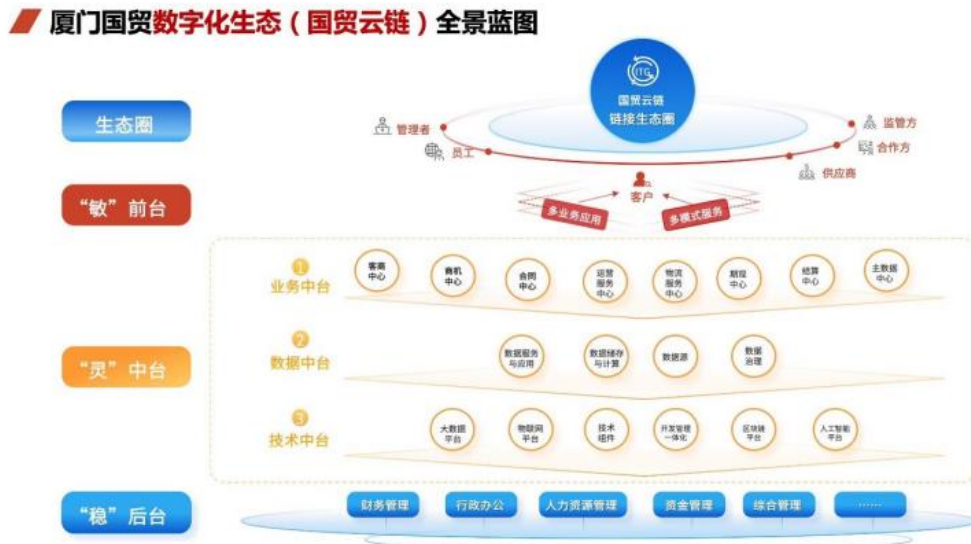 厦门国贸数字化生态（国贸云链）全景蓝图
ITG
国贸云链
链接生态圈
生态圈
管理者
员工
监管方
合作方
供应商
客户
“敏”前台
多业务应用
多模式服务
“灵”中台
1
业务中台
客商
中心
商机
中心
合同
中心
运营
服务
中心
物流
服务
中心
期现
中心
结算
中心
主数据
中心
2
数据中台
数据服务
与应用
数据储存
与计算
数据源
数据
治理
3
技术中台
大数据
平台
物联网
平台
技术
组件
开发管理
一体化
区块链
平台
人工智能
平台
“稳”后台
财务管理
行政办公
人力资源管理
资金管理
综合管理
……